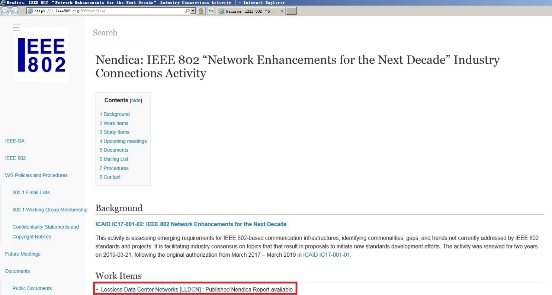 Nendica: IEEE 802 "Network Enhancements for the Next Decade" Industry Connections Activity - Internet Explorer
IEEE
802
Search
Nendica: IEEE 802 “Network Enhancements for the Next Decade” Industry
Connections Activity
Contents [hide]
1 Background
2 Work Items
3 Study Items
4 Upcoming meetings
5 Documents
6 Mailing List
7 Procedures
8 Contact
IEEE-SA
IEEE 802
WG Policies and Procedures
802.1 Email Lists
802.1 Working Group Membership
Confidentiality Statements and
Copyright Notices
Future Meetings
Documents
Public Documents
Background
ICAID IC17-001-02: IEEE 802 Network Enhancements for the Next Decade
This activity is assessing emerging requirements for IEEE 802-based communication infrastructures, identifying commonalities, gaps, and trends not currently addressed by IEEE 802
standards and projects. It is facilitating industry consensus on topics that that result in proposals to initiate new standards development efforts. The activity was renewed for two years
on 2019-03-21, following the original authorization from March 2017 – March 2019 in ICAID IC17-001-01.
Work Items
• Lossless Data Center Networks [LLDCN] : Published Nendica Report available